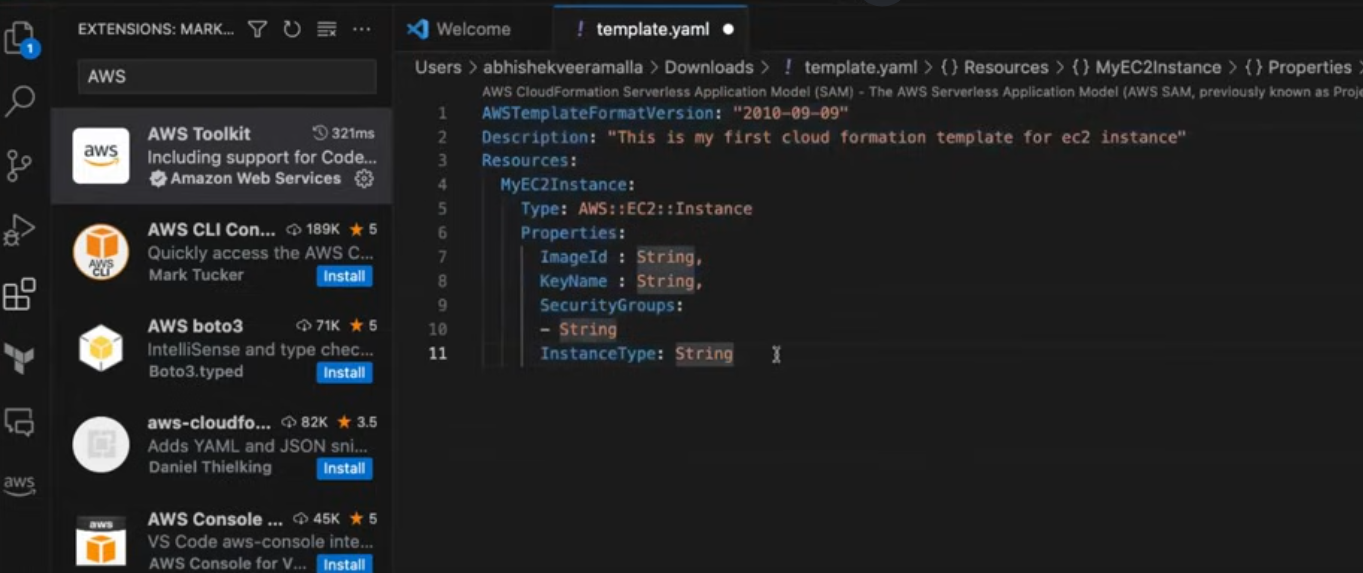 EXTENSIONS: MARK...
AWS
1
aws
AWS Toolkit 321ms
Including support for Code...
Amazon Web Services
AWS CLI
AWS CLI Con... 189K ★ 5
Quickly access the AWS C...
Mark Tucker Install
AWS boto3 71K ★ 5
IntelliSense and type chec...
Boto3.typed Install
aws-cloudfo... 82K ★ 3.5
Adds YAML and JSON sni...
Daniel Thielking Install
aws
aws
AWS Console ... 45K ★ 5
VS Code aws-console inte...
AWS Console for V... Install
Welcome
! template.yaml ●
Users > abhishekveeramalla > Downloads > ! template.yaml > {} Resources > {} MyEC2Instance > {} Properties >
AWS CloudFormation Serverless Application Model (SAM) - The AWS Serverless Application Model (AWS SAM, previously known as Proje
1 AWSTemplateFormatVersion: "2010-09-09"
2 Description: "This is my first cloud formation template for ec2 instance"
3 Resources:
4 MyEC2Instance:
5 Type: AWS::EC2::Instance
6 Properties:
7 ImageId : String,
8 KeyName : String,
9 SecurityGroups:
10 - String
11 InstanceType: String